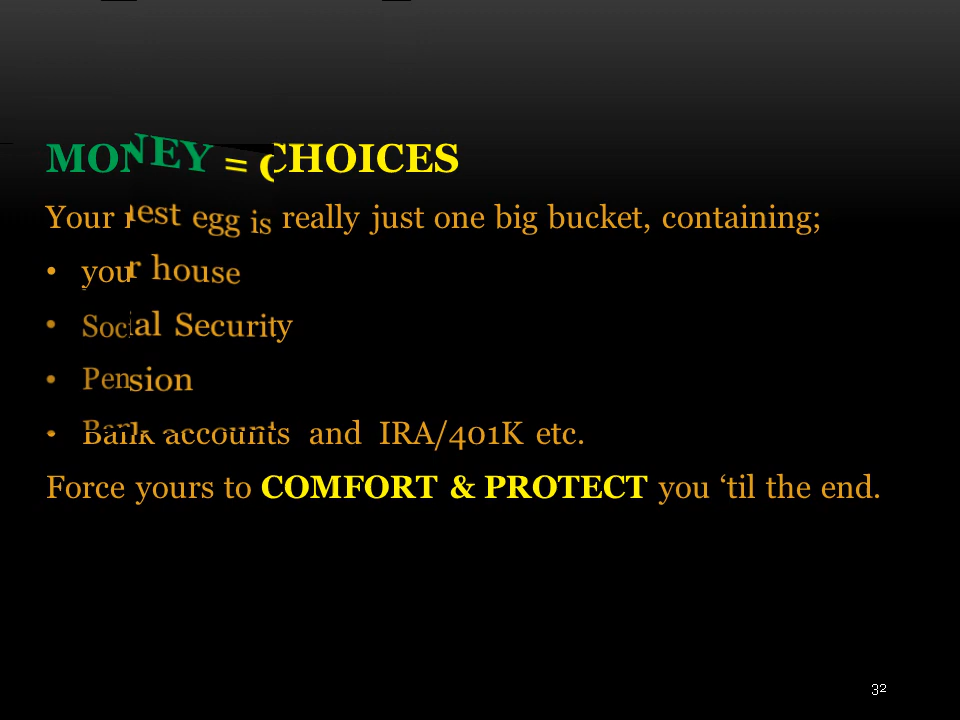 MONEY = CHOICES
Your nest egg is really just one big bucket, containing;
• your house
• Social Security
• Pension
• Bank accounts and IRA/401K etc.
Force yours to COMFORT & PROTECT you ‘til the end.
32